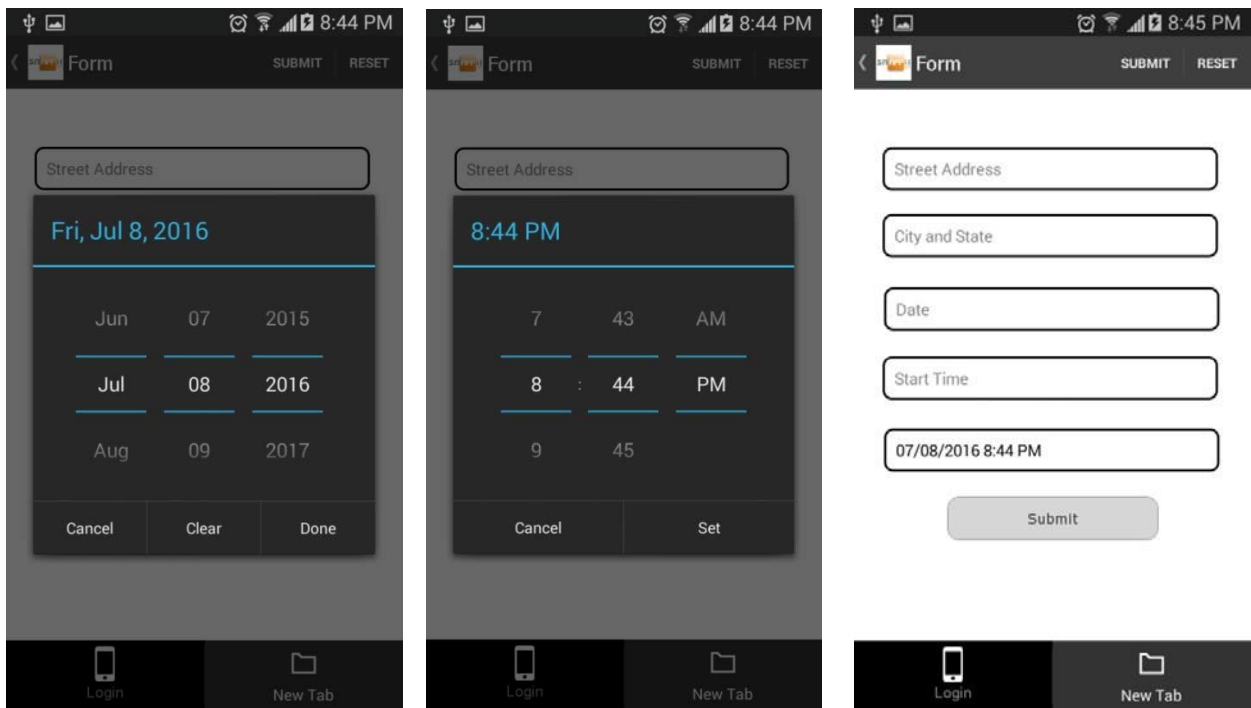 8:44 PM
Form SUBMIT RESET
Street Address
Fri, Jul 8, 2016
Jun 07 2015
Jul 08 2016
Aug 09 2017
Cancel Clear Done
Login New Tab
8:44 PM
Form SUBMIT RESET
Street Address
8:44 PM
7 43 AM
8 : 44 PM
9 45
Cancel Set
Login New Tab
8:45 PM
Form SUBMIT RESET
Street Address
City and State
Date
Start Time
07/08/2016 8:44 PM
Submit
Login New Tab